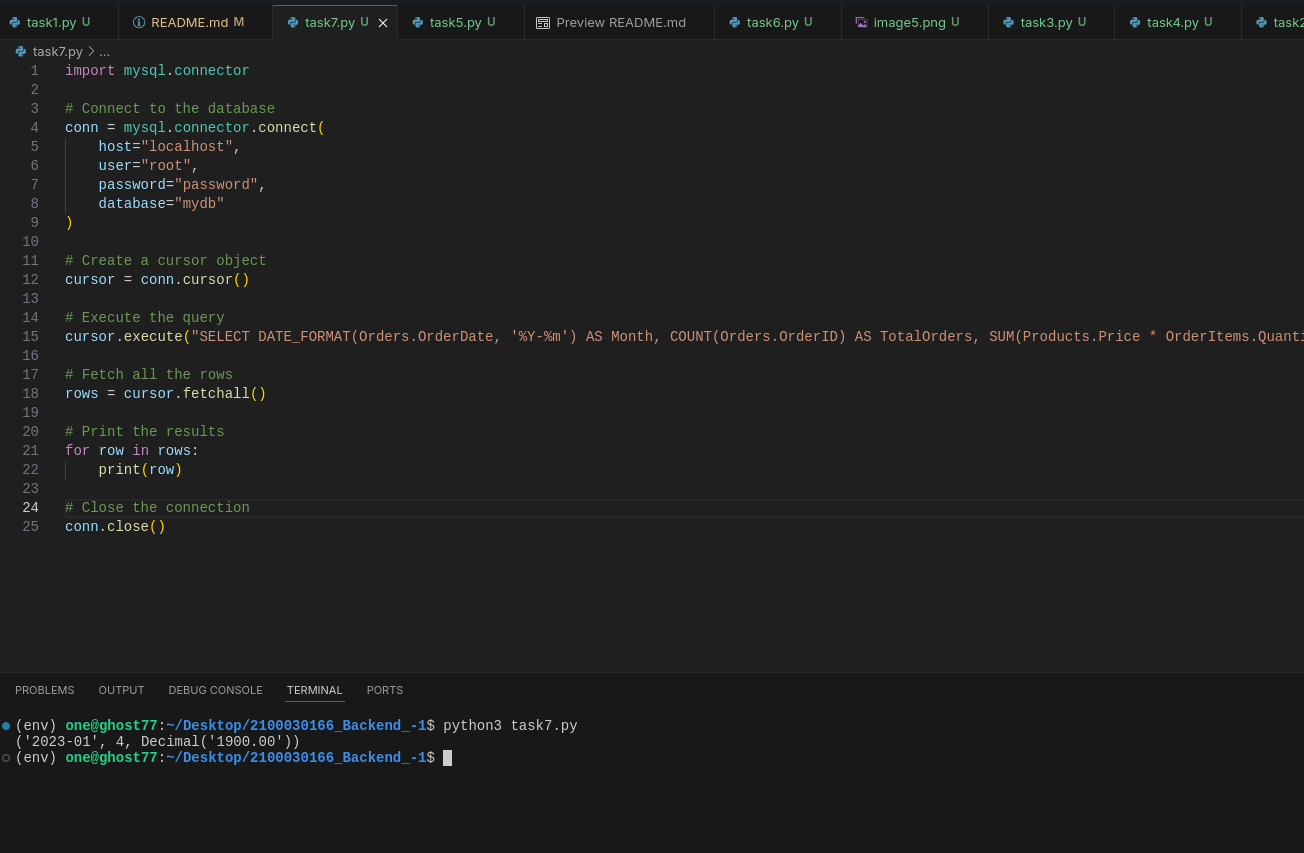 task1.py U README.md M task7.py U task5.py U Preview README.md task6.py U image5.png U task3.py U task4.py U task2
task7.py > ...
1 import mysql.connector
2
3 # Connect to the database
4 conn = mysql.connector.connect(
5     host="localhost",
6     user="root",
7     password="password",
8     database="mydb"
9 )
10
11 # Create a cursor object
12 cursor = conn.cursor()
13
14 # Execute the query
15 cursor.execute("SELECT DATE_FORMAT(Orders.OrderDate, '%Y-%m') AS Month, COUNT(Orders.OrderID) AS TotalOrders, SUM(Products.Price * OrderItems.Quanti
16
17 # Fetch all the rows
18 rows = cursor.fetchall()
19
20 # Print the results
21 for row in rows:
22     print(row)
23
24 # Close the connection
25 conn.close()
PROBLEMS OUTPUT DEBUG CONSOLE TERMINAL PORTS
(env) one@ghost77:~/Desktop/2100030166_Backend_-1$ python3 task7.py
('2023-01', 4, Decimal('1900.00'))
(env) one@ghost77:~/Desktop/2100030166_Backend_-1$